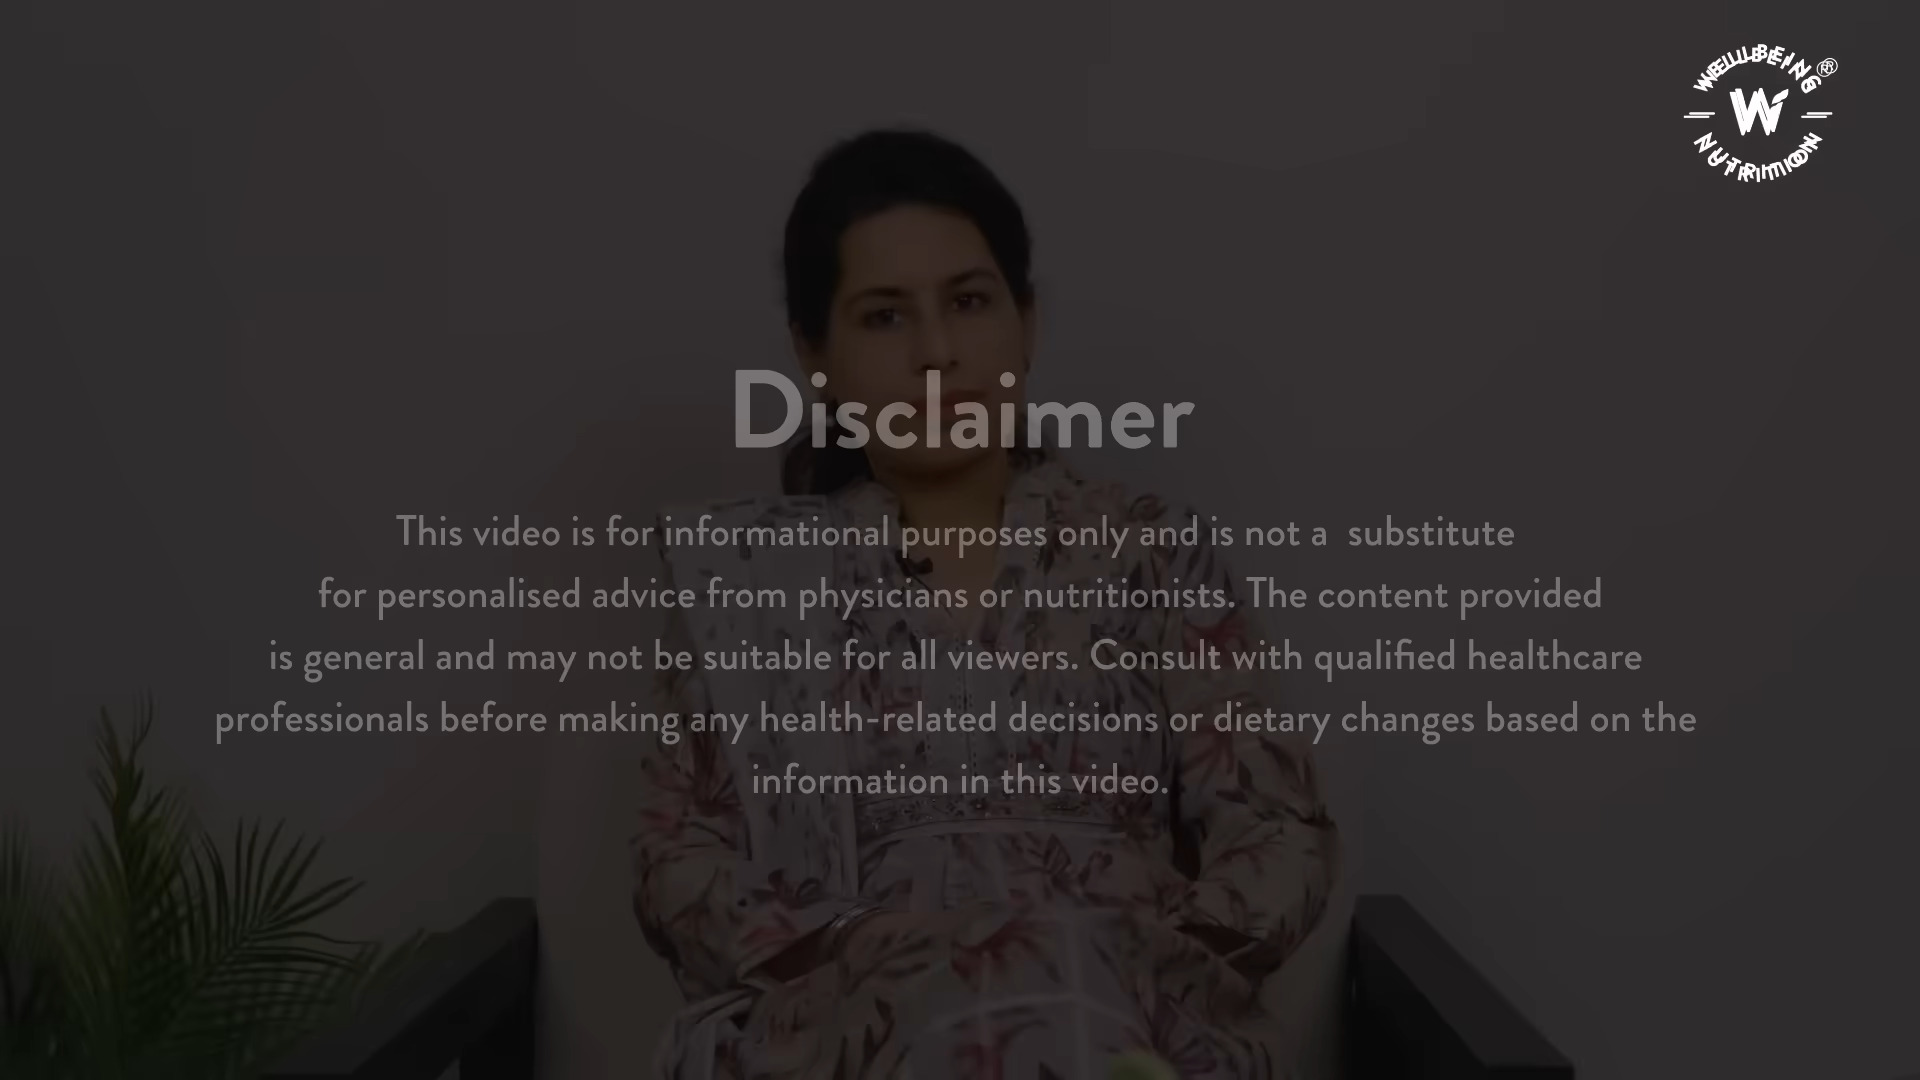 WELLBEING
®
W
NUTRITION
Disclaimer
This video is for informational purposes only and is not a substitute
for personalised advice from physicians or nutritionists. The content provided
is general and may not be suitable for all viewers. Consult with qualified healthcare
professionals before making any health-related decisions or dietary changes based on the
information in this video.